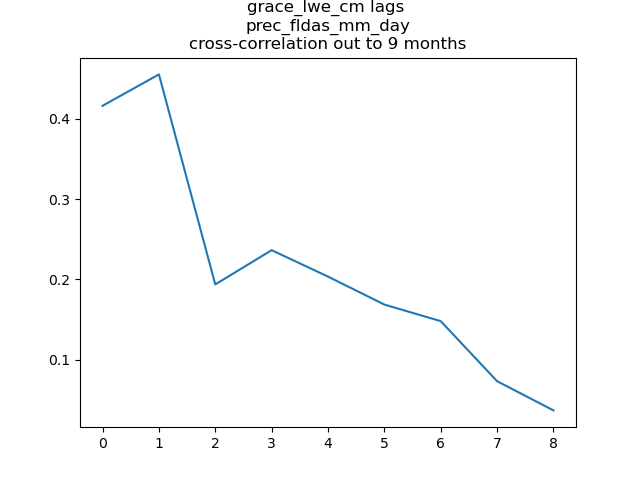 grace_lwe_cm lags
prec_fldas_mm_day
cross-correlation out to 9 months
0.4
0.3
0.2
0.1
0 1 2 3 4 5 6 7 8